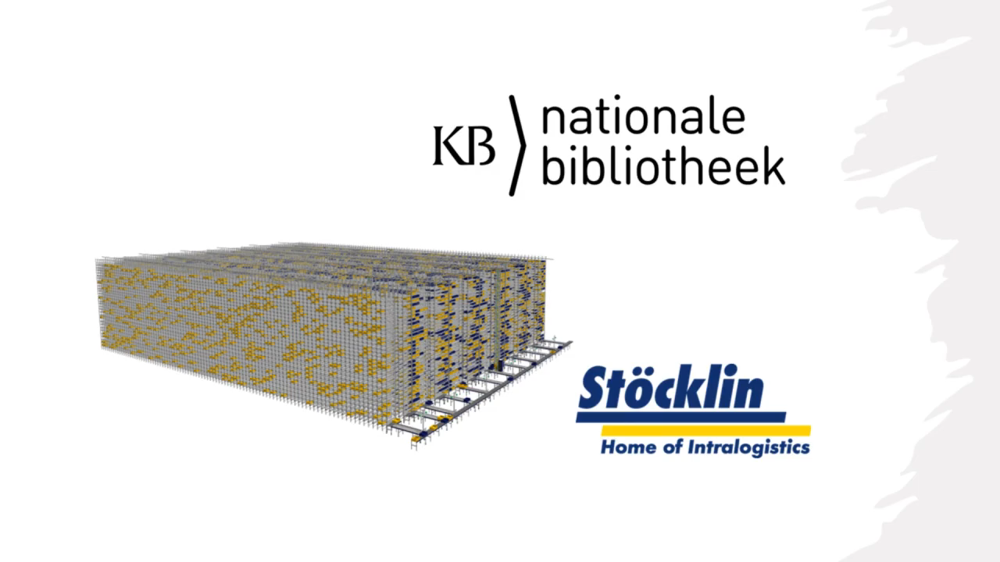 KB
nationale
bibliotheek
Stöcklin
Home of Intralogistics